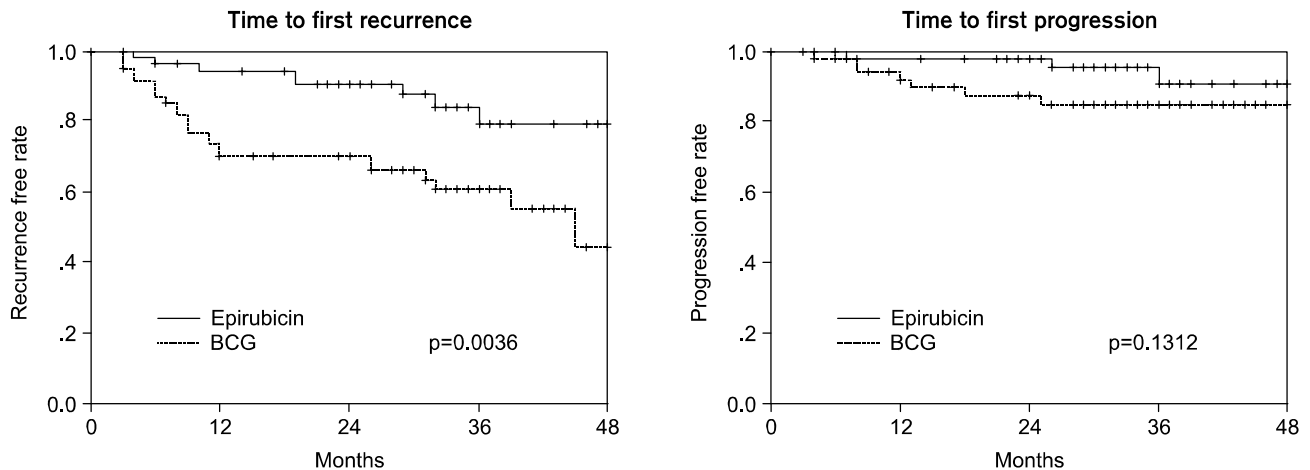 Time to first recurrence
1.0
.8
.6
.4
.2
0.0
Recurrence free rate
Epirubicin
BCG
p=0.0036
0 12 24 36 48
Months
Time to first progression
1.0
.8
.6
.4
.2
0.0
Progression free rate
Epirubicin
BCG
p=0.1312
0 12 24 36 48
Months